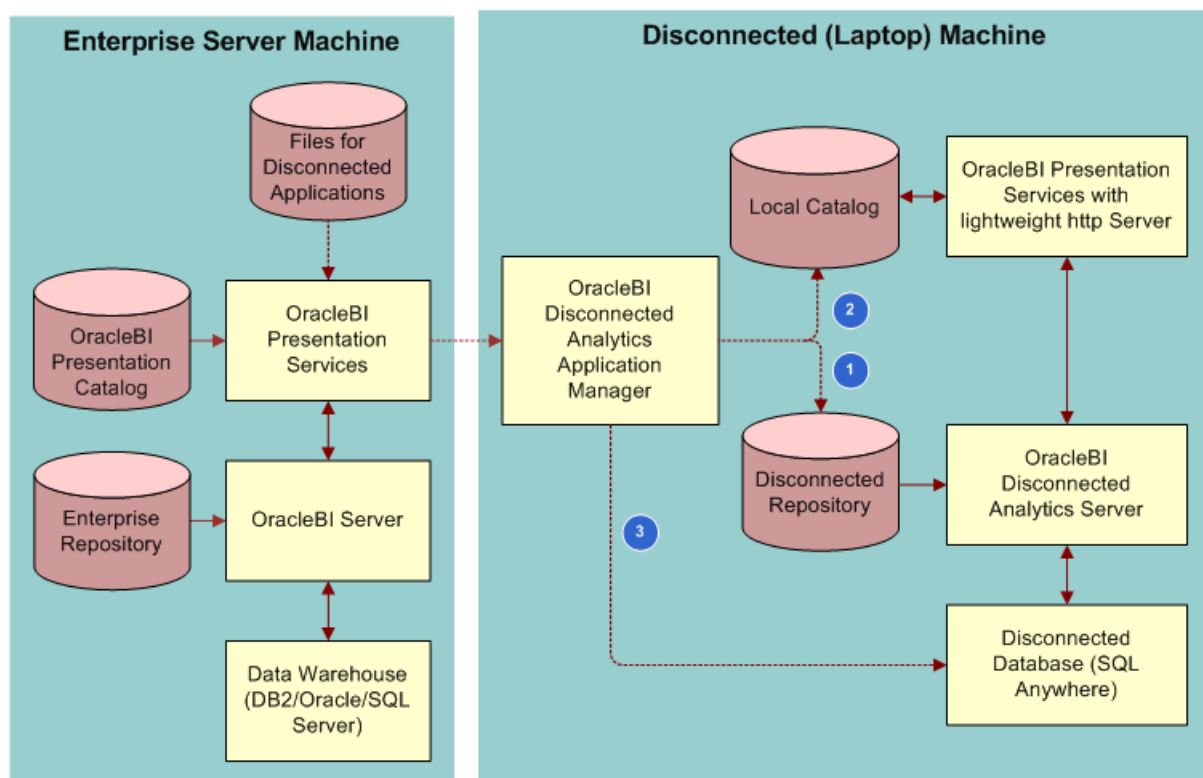 Enterprise Server Machine
Files for
Disconnected
Applications
OracleBI
Presentation
Catalog
OracleBI
Presentation
Services
Enterprise
Repository
OracleBI Server
Data Warehouse
(DB2/Oracle/SQL
Server)
Disconnected (Laptop) Machine
OracleBI
Disconnected
Analytics
Application
Manager
Local Catalog
OracleBI Presentation
Services with
lightweight http Server
2
1
Disconnected
Repository
OracleBI
Disconnected
Analytics Server
3
Disconnected
Database (SQL
Anywhere)